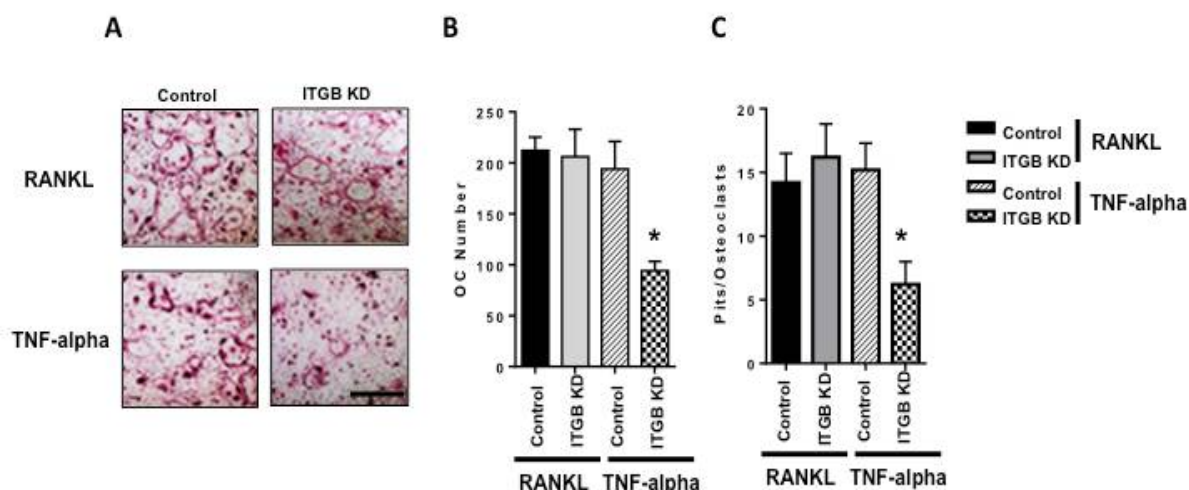 A
Control
ITGB KD
RANKL
TNF-alpha
B
OC Number
250
200
150
100
50
0
*
Control
ITGB KD
Control
ITGB KD
RANKL
TNF-alpha
C
Pits/Osteoclasts
20
15
10
5
0
*
Control
ITGB KD
Control
ITGB KD
RANKL
TNF-alpha
Control
ITGB KD
RANKL
Control
ITGB KD
TNF-alpha